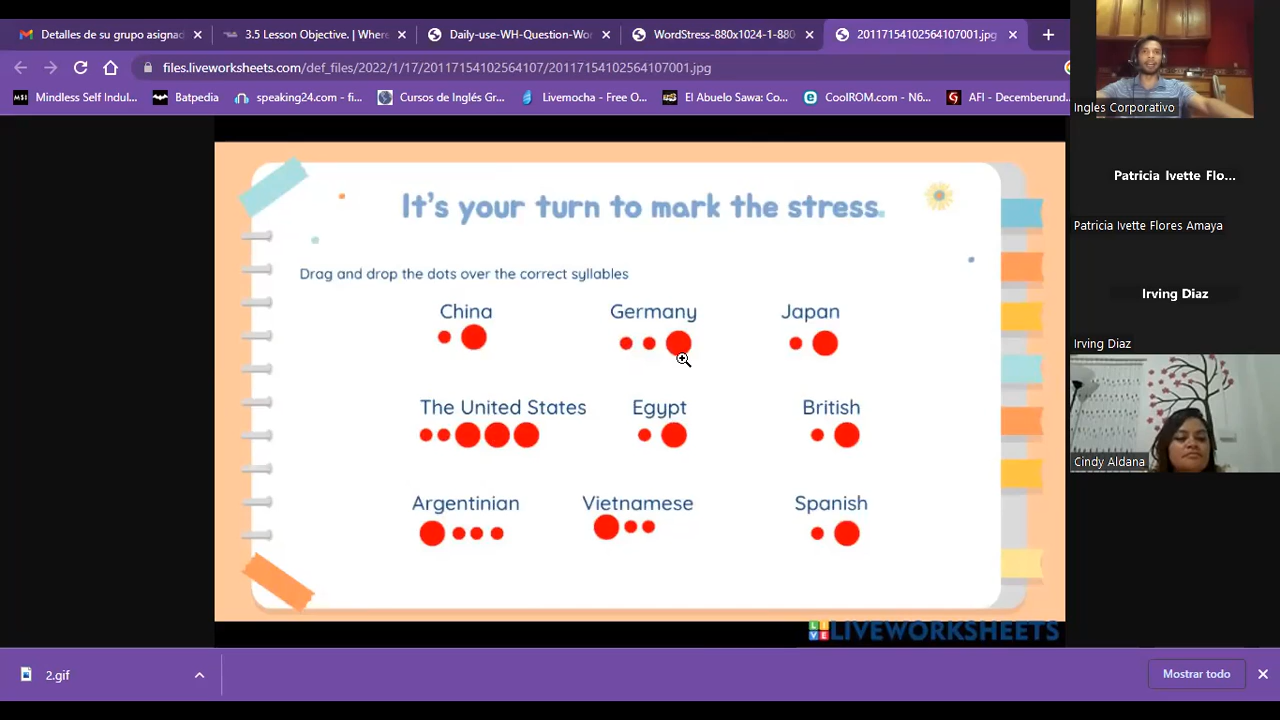 Detalles de su grupo asignad
3.5 Lesson Objective. | Where
Daily-use-WH-Question-Wor
WordStress-880x1024-1-880
20117154102564107001.jpg
files.liveworksheets.com/def_files/2022/1/17/20117154102564107/20117154102564107001.jpg
MSI Mindless Self Indul...
Batpedia
speaking24.com - fi...
Cursos de Inglés Gr...
Livemocha - Free O...
El Abuelo Sawa: Co...
CoolROM.com - N6...
AFI - Decemberund...
It's your turn to mark the stress.
Drag and drop the dots over the correct syllables
China Germany Japan
The United States Egypt British
Argentinian Vietnamese Spanish
LIVEWORKSHEETS
Ingles Corporativo
Patricia Ivette Flo...
Patricia Ivette Flores Amaya
Irving Diaz
Irving Diaz
Cindy Aldana
2.gif
Mostrar todo